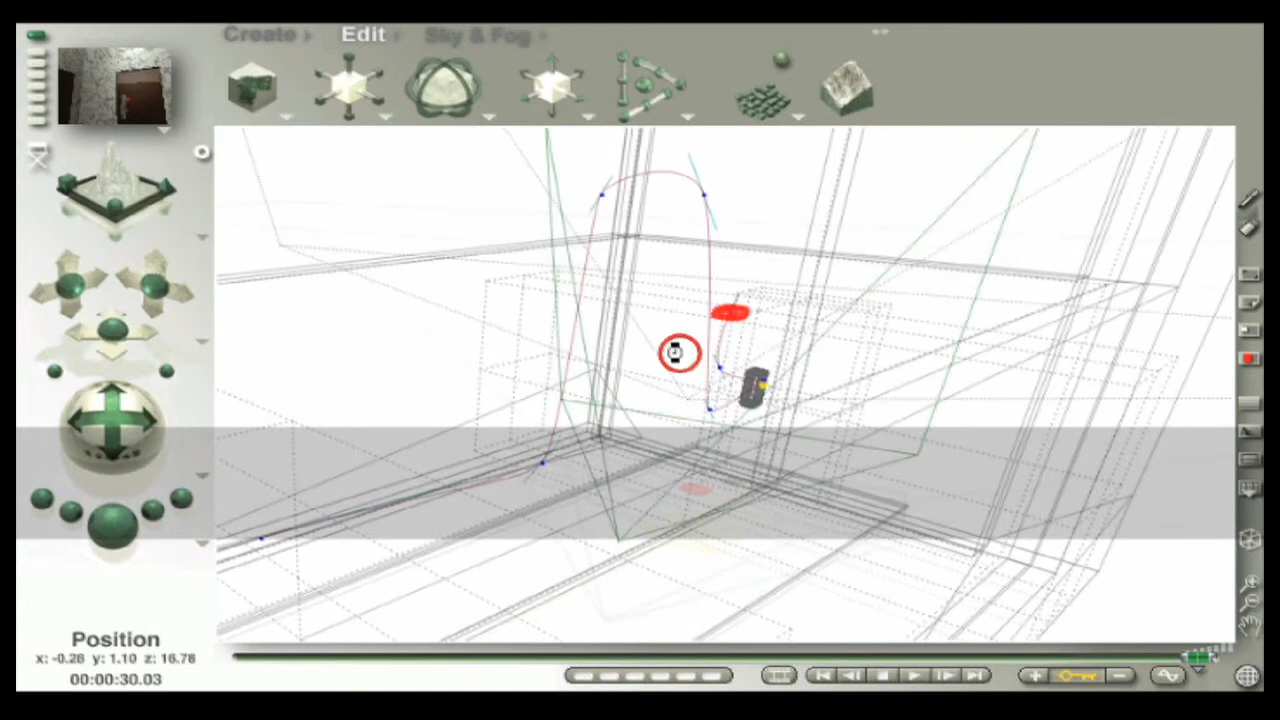 Create Edit Sky & Fog
Position
x: -0.28 y: 1.10 z: 16.78
00:00:30.03